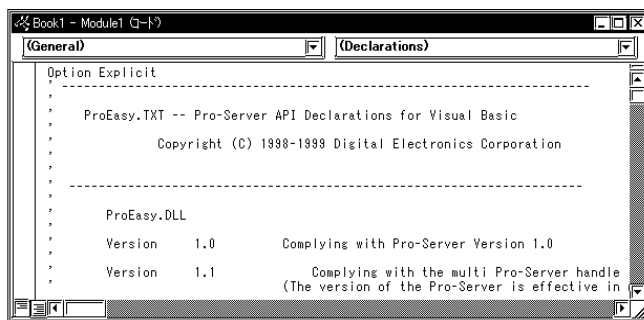 Book1 - Module1 (コード)
(General) (Declarations)
Option Explicit
' ----------------------------------------------------------------
'
' ProEasy.TXT -- Pro-Server API Declarations for Visual Basic
'
' Copyright (C) 1998-1999 Digital Electronics Corporation
'
'
' ----------------------------------------------------------------
'
' ProEasy.DLL
'
' Version 1.0 Complying with Pro-Server Version 1.0
'
' Version 1.1 Complying with the multi Pro-Server handle
' (The version of the Pro-Server is effective in